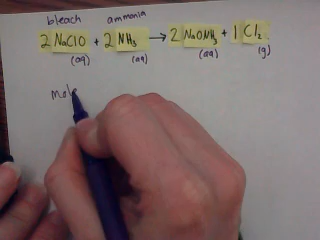 bleach ammonia
2 NaClO + 2 NH₃ → 2 NaONH₃ + 1 Cl₂
(aq) (aq) (aq) (g)
mole